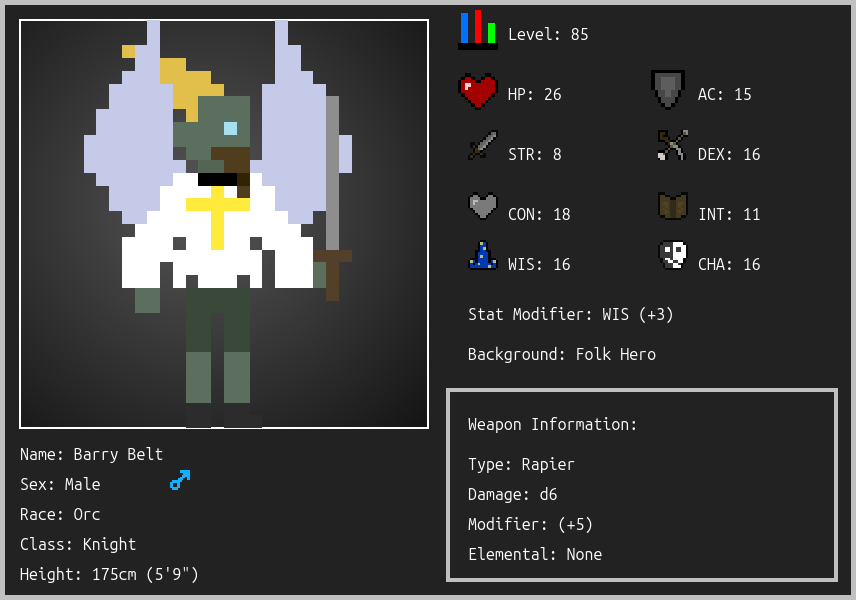 Level: 85
HP: 26
AC: 15
STR: 8
DEX: 16
CON: 18
INT: 11
WIS: 16
CHA: 16
Stat Modifier: WIS (+3)
Background: Folk Hero
Weapon Information:
Type: Rapier
Damage: d6
Modifier: (+5)
Elemental: None
Name: Barry Belt
Sex: Male
Race: Orc
Class: Knight
Height: 175cm (5'9")